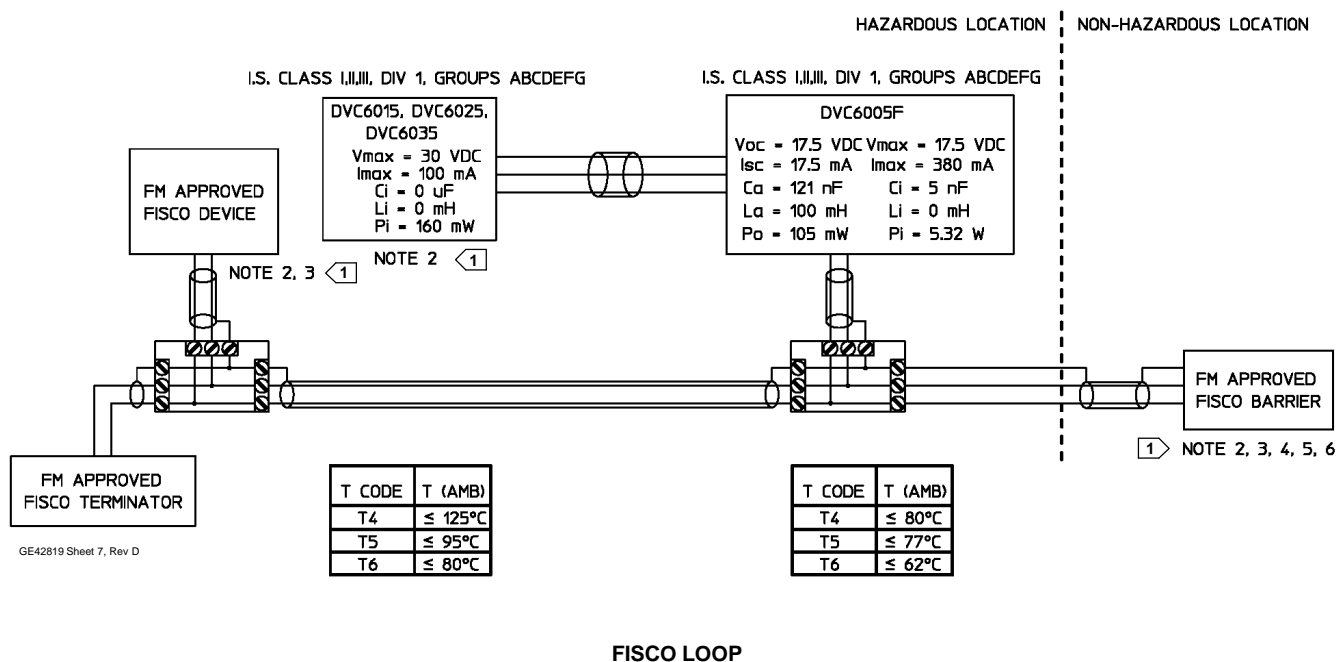 HAZARDOUS LOCATION
NON-HAZARDOUS LOCATION
I.S. CLASS I,II,III, DIV 1, GROUPS ABCDEFG
DVC6015, DVC6025,
DVC6035
Vmax = 30 VDC
Imax = 100 mA
Ci = 0 uF
Li = 0 mH
Pi = 160 mW
NOTE 2 1
I.S. CLASS I,II,III, DIV 1, GROUPS ABCDEFG
DVC6005F
Voc = 17.5 VDC Vmax = 17.5 VDC
Isc = 17.5 mA Imax = 380 mA
Ca = 121 nF Ci = 5 nF
La = 100 mH Li = 0 mH
Po = 105 mW Pi = 5.32 W
FM APPROVED
FISCO DEVICE
NOTE 2, 3 1
FM APPROVED
FISCO BARRIER
1 NOTE 2, 3, 4, 5, 6
FM APPROVED
FISCO TERMINATOR
T CODE T (AMB)
T4 ≤ 125°C
T5 ≤ 95°C
T6 ≤ 80°C
T CODE T (AMB)
T4 ≤ 80°C
T5 ≤ 77°C
T6 ≤ 62°C
GE42819 Sheet 7, Rev D
FISCO LOOP